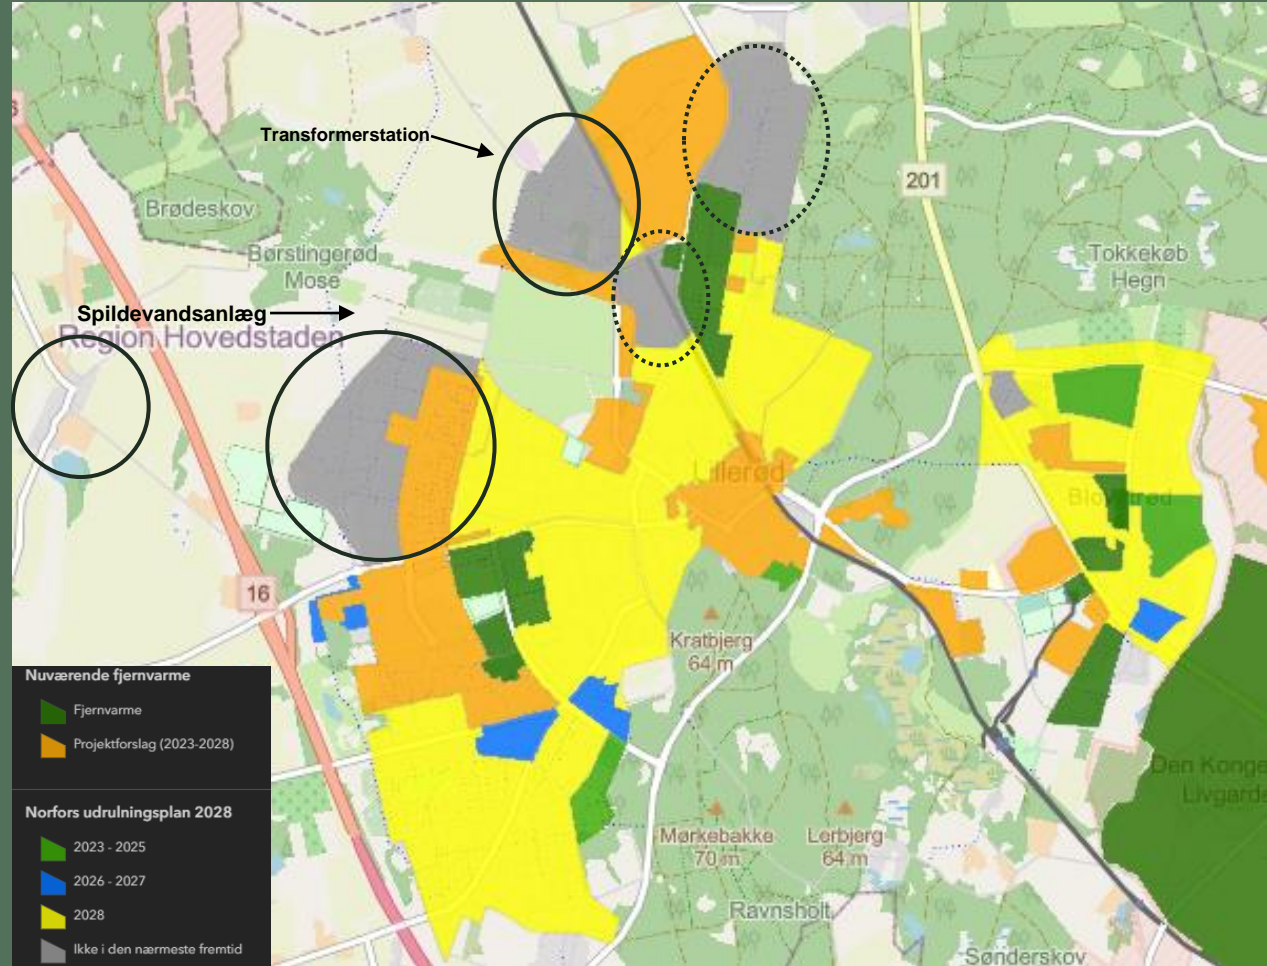 Transformerstation
201
Brødeskov
Børstingerød
Mose
Tokkekøb
Hegn
Spildevandsanlæg
Region Hovedstaden
Lillerød
16
Kratbjerg
64 m
Nuværende fjernvarme
Fjernvarme
Projektforslag (2023-2028)
Den Konge
Livgarde
Norfors udrulningsplan 2028
2023 - 2025
Mørkebakke
70 m
Lerbjerg
64 m
2026 - 2027
2028
Ravnsholt
Ikke i den nærmeste fremtid
Sønderskov